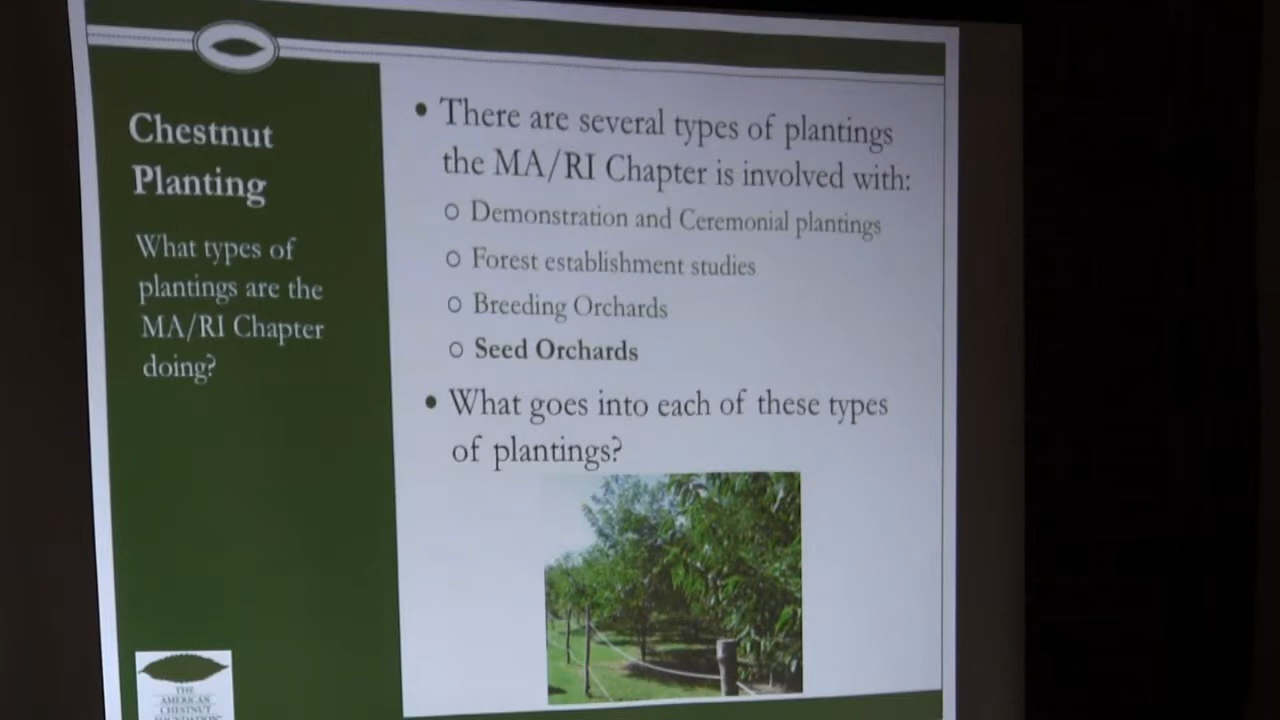 Chestnut
Planting
What types of
plantings are the
MA/RI Chapter
doing?
• There are several types of plantings
the MA/RI Chapter is involved with:
o Demonstration and Ceremonial plantings
o Forest establishment studies
o Breeding Orchards
o Seed Orchards
• What goes into each of these types
of plantings?
THE
AMERICAN
CHESTNUT
FOUNDATION